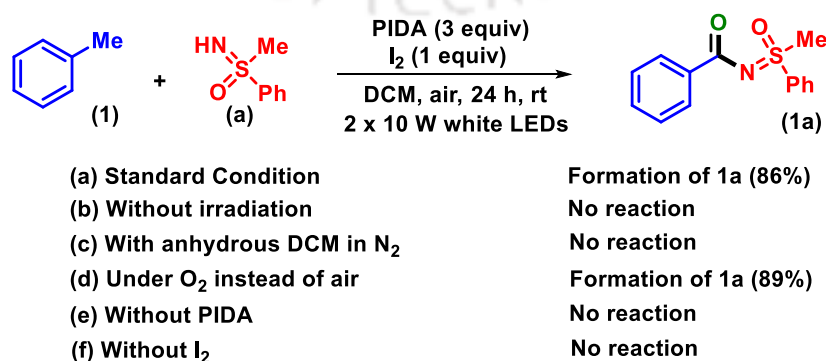 Me
(1)
+
HN
Me
S
O
Ph
(a)
PIDA (3 equiv)
I₂ (1 equiv)
DCM, air, 24 h, rt
2 x 10 W white LEDs
O
O
Me
S
N
Ph
(1a)
(a) Standard Condition Formation of 1a (86%)
(b) Without irradiation No reaction
(c) With anhydrous DCM in N₂ No reaction
(d) Under O₂ instead of air Formation of 1a (89%)
(e) Without PIDA No reaction
(f) Without I₂ No reaction